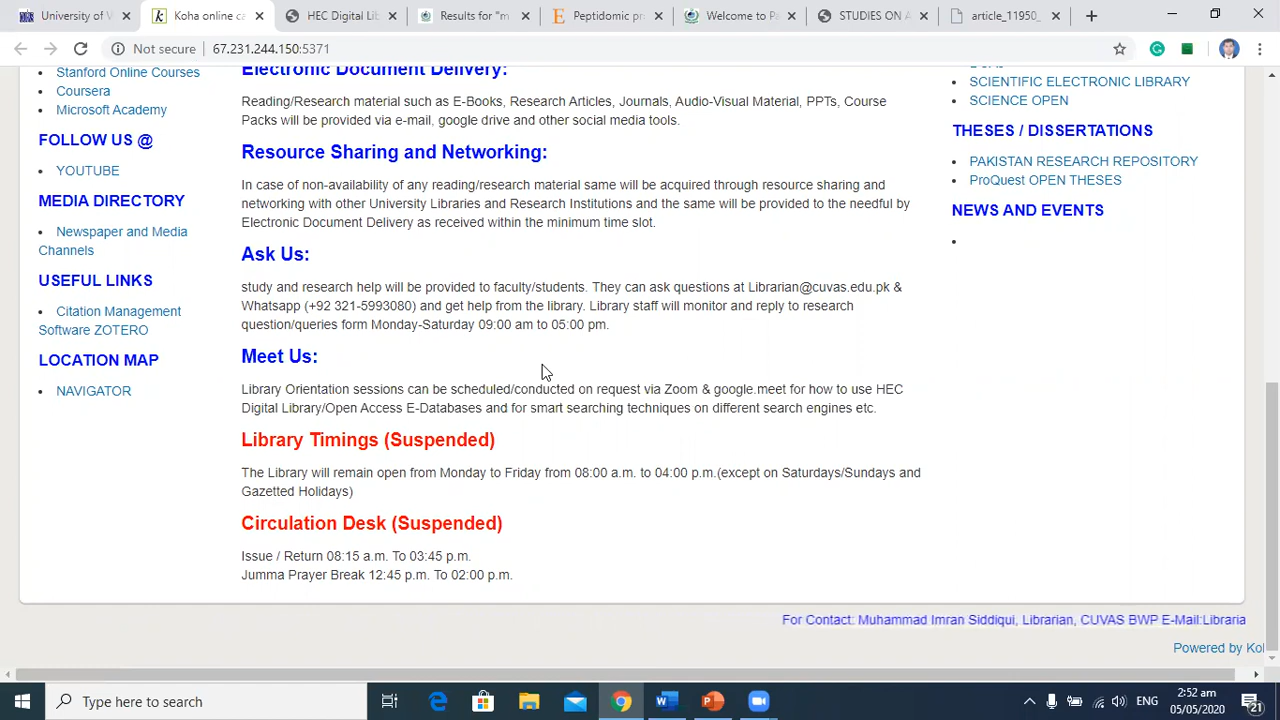 University of V
Koha online ca
HEC Digital Lib
Results for "m
Peptidomic pr
Welcome to Pa
STUDIES ON A
article_11950_
Not secure
67.231.244.150:5371
Stanford Online Courses
Coursera
Microsoft Academy
FOLLOW US @
YOUTUBE
MEDIA DIRECTORY
Newspaper and Media
Channels
USEFUL LINKS
Citation Management
Software ZOTERO
LOCATION MAP
NAVIGATOR
Electronic Document Delivery:
Reading/Research material such as E-Books, Research Articles, Journals, Audio-Visual Material, PPTs, Course
Packs will be provided via e-mail, google drive and other social media tools.
Resource Sharing and Networking:
In case of non-availability of any reading/research material same will be acquired through resource sharing and
networking with other University Libraries and Research Institutions and the same will be provided to the needful by
Electronic Document Delivery as received within the minimum time slot.
Ask Us:
study and research help will be provided to faculty/students. They can ask questions at Librarian@cuvas.edu.pk &
Whatsapp (+92 321-5993080) and get help from the library. Library staff will monitor and reply to research
question/queries form Monday-Saturday 09:00 am to 05:00 pm.
Meet Us:
Library Orientation sessions can be scheduled/conducted on request via Zoom & google.meet for how to use HEC
Digital Library/Open Access E-Databases and for smart searching techniques on different search engines etc.
Library Timings (Suspended)
The Library will remain open from Monday to Friday from 08:00 a.m. to 04:00 p.m.(except on Saturdays/Sundays and
Gazetted Holidays)
Circulation Desk (Suspended)
Issue / Return 08:15 a.m. To 03:45 p.m.
Jumma Prayer Break 12:45 p.m. To 02:00 p.m.
SCIENTIFIC ELECTRONIC LIBRARY
SCIENCE OPEN
THESES / DISSERTATIONS
PAKISTAN RESEARCH REPOSITORY
ProQuest OPEN THESES
NEWS AND EVENTS
For Contact: Muhammad Imran Siddiqui, Librarian, CUVAS BWP E-Mail:Libraria
Powered by Ko
Type here to search
ENG
2:52 am
05/05/2020
21